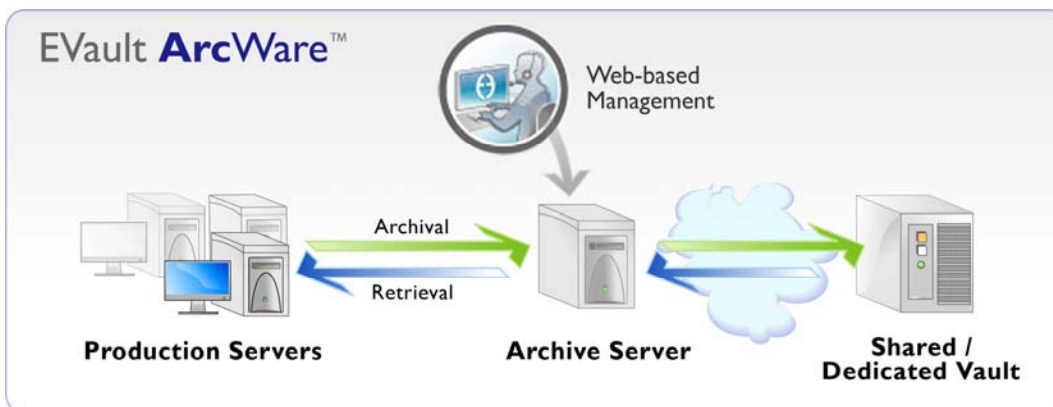 EVault ArcWare™
Web-based
Management
Archival
Retrieval
Production Servers
Archive Server
Shared /
Dedicated Vault